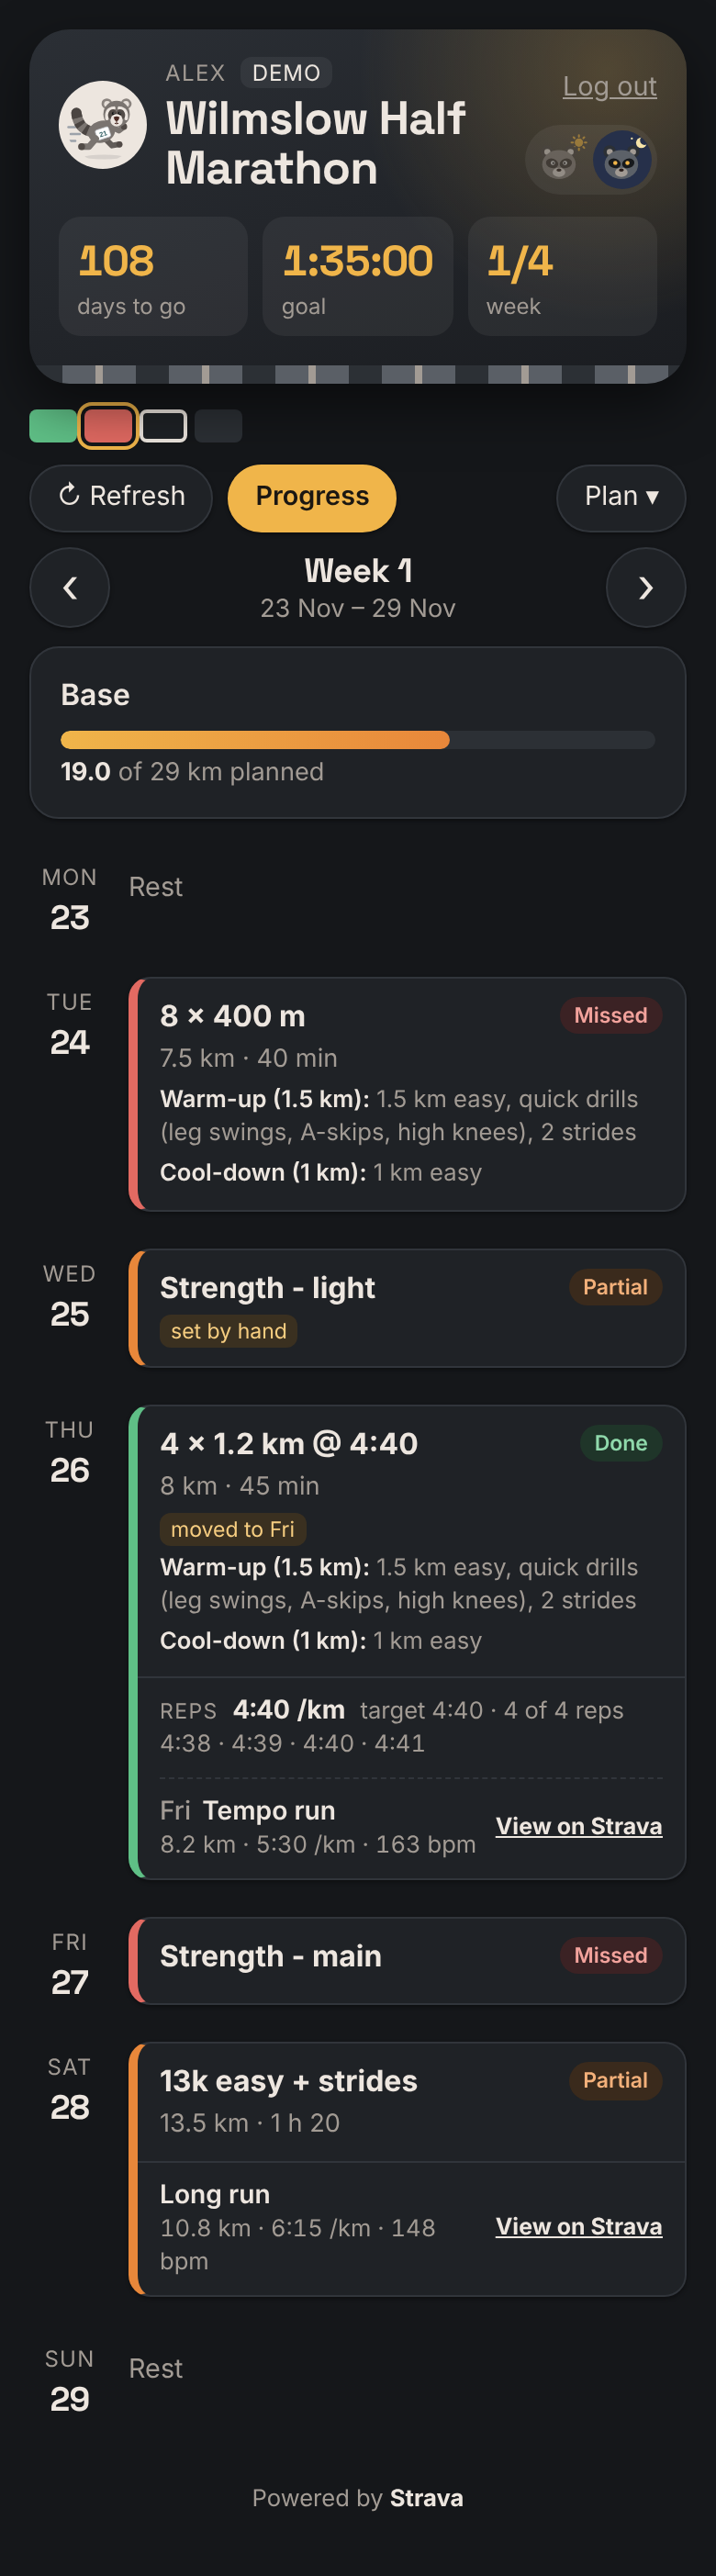 ALEX DEMO
Log out
Wilmslow Half
Marathon
21
108
days to go
1:35:00
goal
1/4
week
↻ Refresh
Progress
Plan ▾
‹
Week 1
23 Nov – 29 Nov
›
Base
19.0 of 29 km planned
MON
23
Rest
TUE
24
8 × 400 m
Missed
7.5 km · 40 min
Warm-up (1.5 km): 1.5 km easy, quick drills
(leg swings, A-skips, high knees), 2 strides
Cool-down (1 km): 1 km easy
WED
25
Strength - light
Partial
set by hand
THU
26
4 × 1.2 km @ 4:40
Done
8 km · 45 min
moved to Fri
Warm-up (1.5 km): 1.5 km easy, quick drills
(leg swings, A-skips, high knees), 2 strides
Cool-down (1 km): 1 km easy
REPS 4:40 /km target 4:40 · 4 of 4 reps
4:38 · 4:39 · 4:40 · 4:41
Fri Tempo run
8.2 km · 5:30 /km · 163 bpm
View on Strava
FRI
27
Strength - main
Missed
SAT
28
13k easy + strides
Partial
13.5 km · 1 h 20
Long run
10.8 km · 6:15 /km · 148
bpm
View on Strava
SUN
29
Rest
Powered by Strava